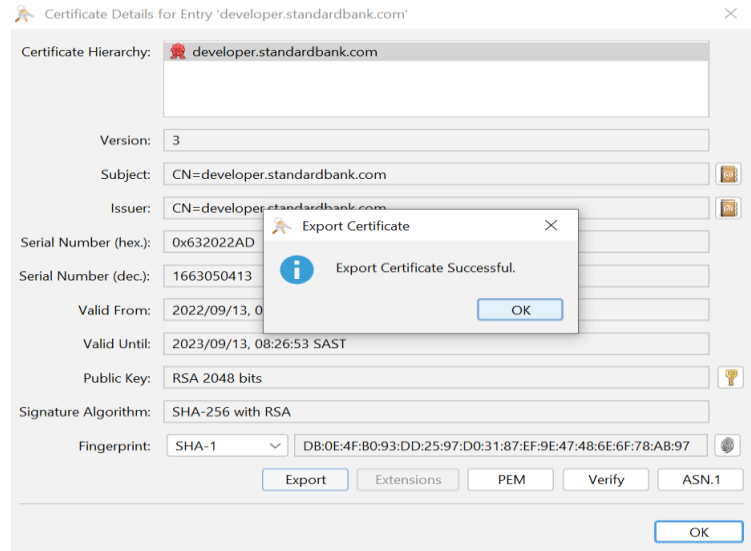 Certificate Details for Entry 'developer.standardbank.com'
Certificate Hierarchy: developer.standardbank.com
Version: 3
Subject: CN=developer.standardbank.com
Issuer: CN=developer.standardbank.com
Export Certificate
Serial Number (hex.): 0x632022AD
Export Certificate Successful.
Serial Number (dec.): 1663050413
OK
Valid From: 2022/09/13, 0
Valid Until: 2023/09/13, 08:26:53 SAST
Public Key: RSA 2048 bits
Signature Algorithm: SHA-256 with RSA
Fingerprint: SHA-1 DB:0E:4F:B0:93:DD:25:97:D0:31:87:EF:9E:47:48:6E:6F:78:AB:97
Export Extensions PEM Verify ASN.1
OK